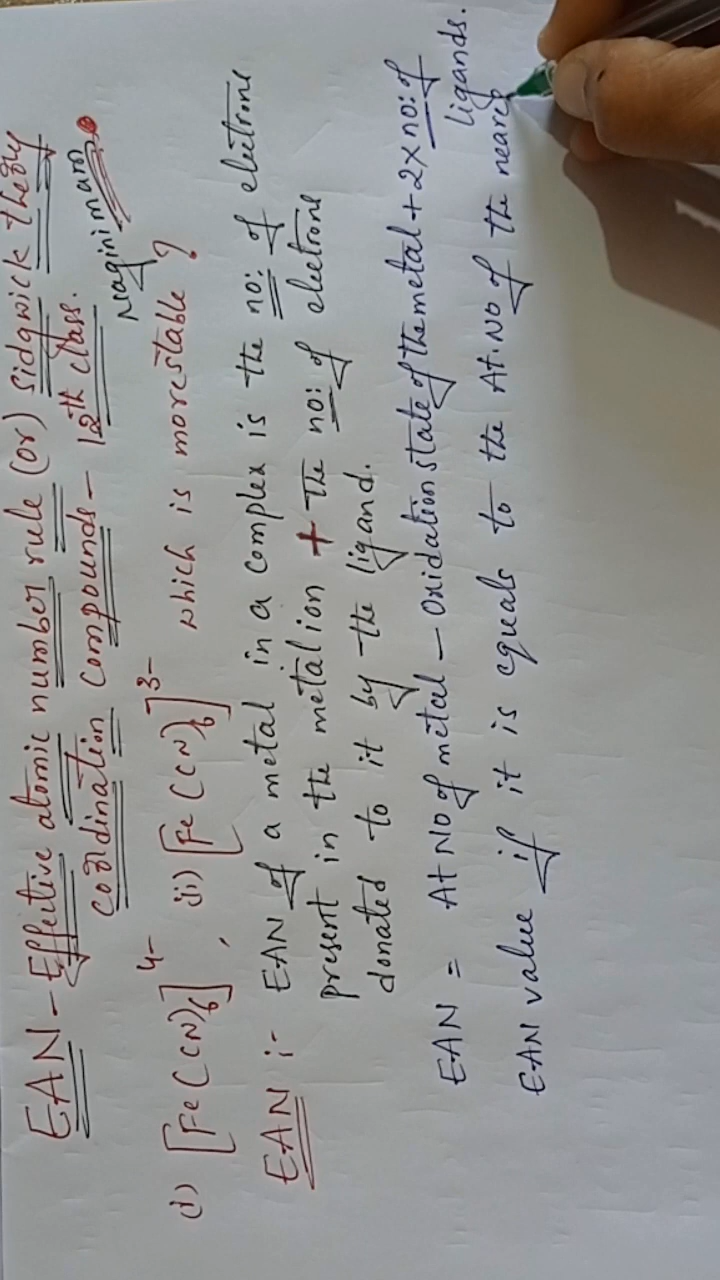 EAN - Effective atomic number rule (or) Sidgwick theory
coordination compounds - 12th class.
Nagini mam
(i) [Fe(CN)6]4- , ii) [Fe(CN)6]3- which is more stable ?
EAN :- EAN of a metal in a complex is the no: of electrons
present in the metal ion + The no: of electrons
donated to it by the ligand.
EAN = At No of metal - Oxidation state of the metal + 2x no: of
ligands.
EAN value if it is equals to the At. No of the neare